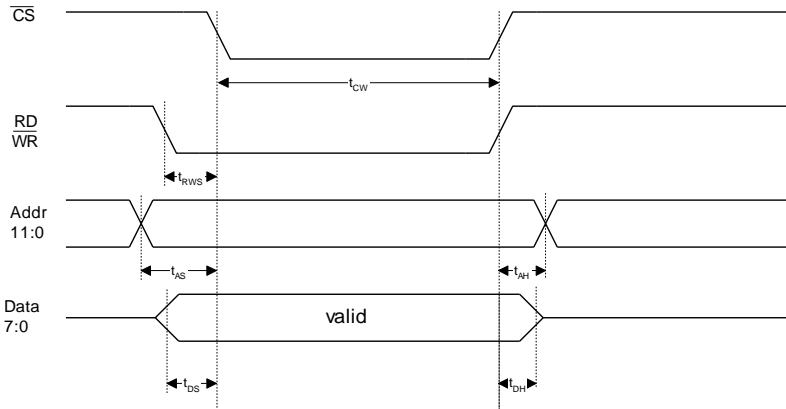 CS
t_CW
RD
WR
t_RWS
Addr
11:0
t_AS
t_AH
Data
7:0
valid
t_DS
t_DH